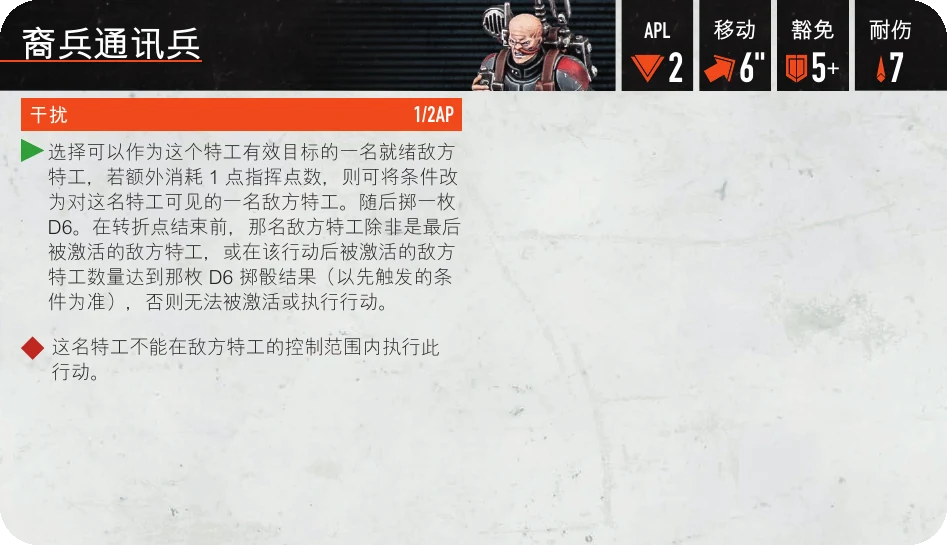 裔兵通讯兵
APL
2
移动
6"
豁免
5+
耐伤
7
干扰 1/2AP
选择可以作为这个特工有效目标的一名就绪敌方
特工，若额外消耗 1 点指挥点数，则可将条件改
为对这名特工可见的一名敌方特工。随后掷一枚
D6。在转折点结束前，那名敌方特工除非是最后
被激活的敌方特工，或在该行动后被激活的敌方
特工数量达到那枚 D6 掷骰结果（以先触发的条
件为准），否则无法被激活或执行行动。
这名特工不能在敌方特工的控制范围内执行此
行动。